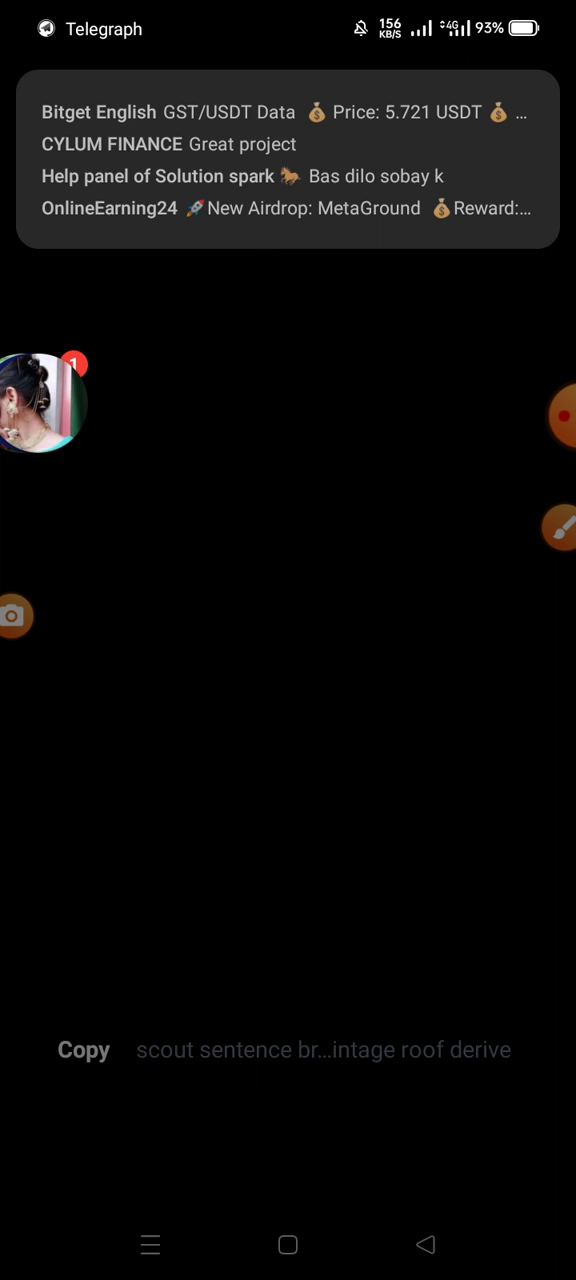 Telegraph
156 KB/S 4G 93%
Bitget English GST/USDT Data 💰 Price: 5.721 USDT 💰 ...
CYLUM FINANCE Great project
Help panel of Solution spark 🐎 Bas dilo sobay k
OnlineEarning24 🚀New Airdrop: MetaGround 💰Reward:...
1
Copy scout sentence br...intage roof derive